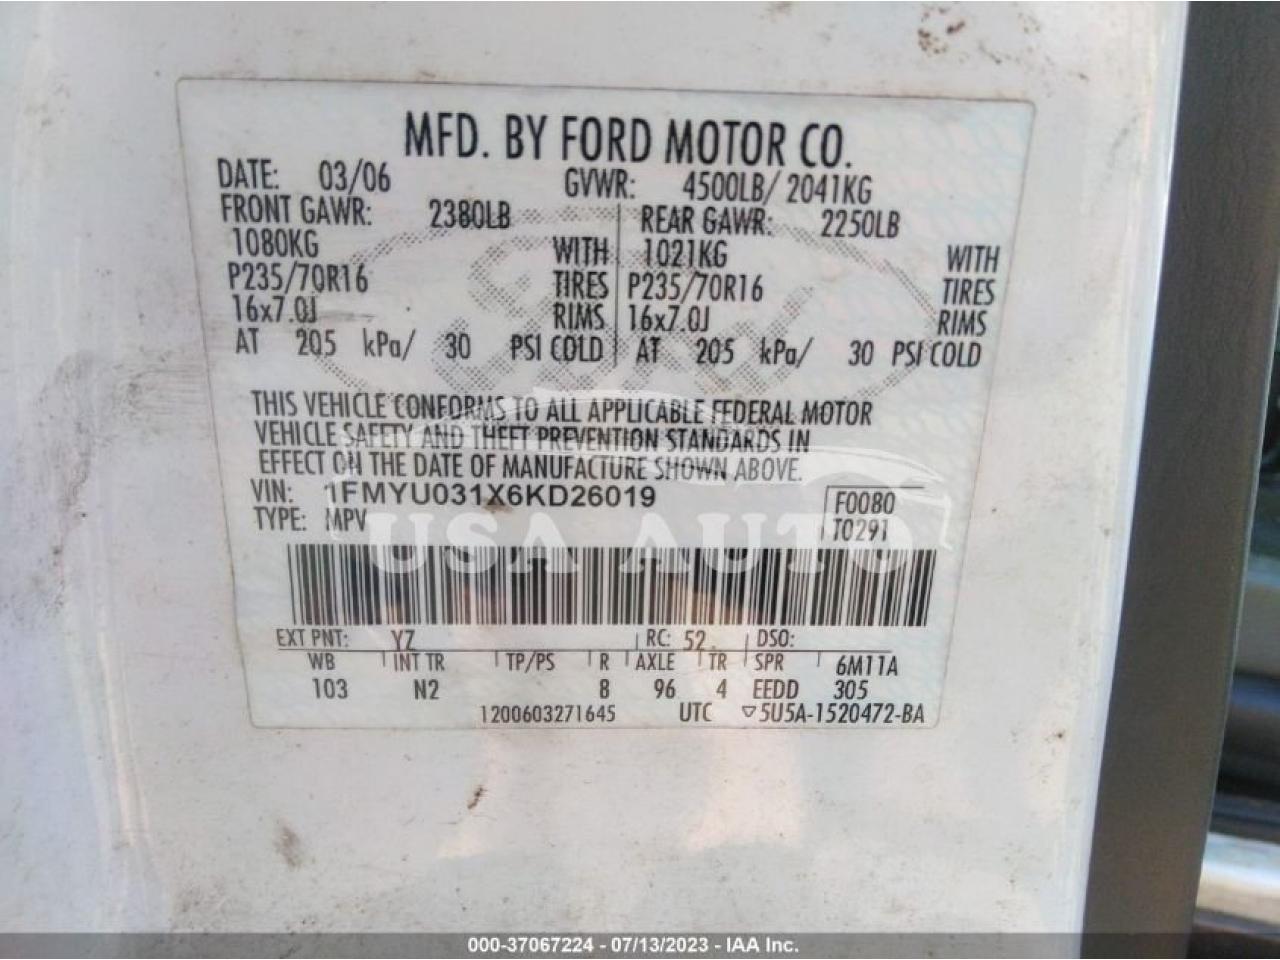 MFD. BY FORD MOTOR CO.
DATE: 03/06 GVWR: 4500LB/ 2041KG
FRONT GAWR: 2380LB REAR GAWR: 2250LB
1080KG WITH 1021KG WITH
P235/70R16 TIRES P235/70R16 TIRES
16x7.0J RIMS 16x7.0J RIMS
AT 205 kPa/ 30 PSI COLD AT 205 kPa/ 30 PSI COLD
THIS VEHICLE CONFORMS TO ALL APPLICABLE FEDERAL MOTOR
VEHICLE SAFETY AND THEFT PREVENTION STANDARDS IN
EFFECT ON THE DATE OF MANUFACTURE SHOWN ABOVE.
VIN: 1FMYU031X6KD26019 F0080
TYPE: MPV T0291
USA AUTO
EXT PNT: YZ RC: 52 DSO:
WB INT TR TP/PS R AXLE TR SPR 6M11A
103 N2 8 96 4 EEDD 305
1200603271645 UTC ▽5U5A-1520472-BA
000-37067224 - 07/13/2023 - IAA Inc.